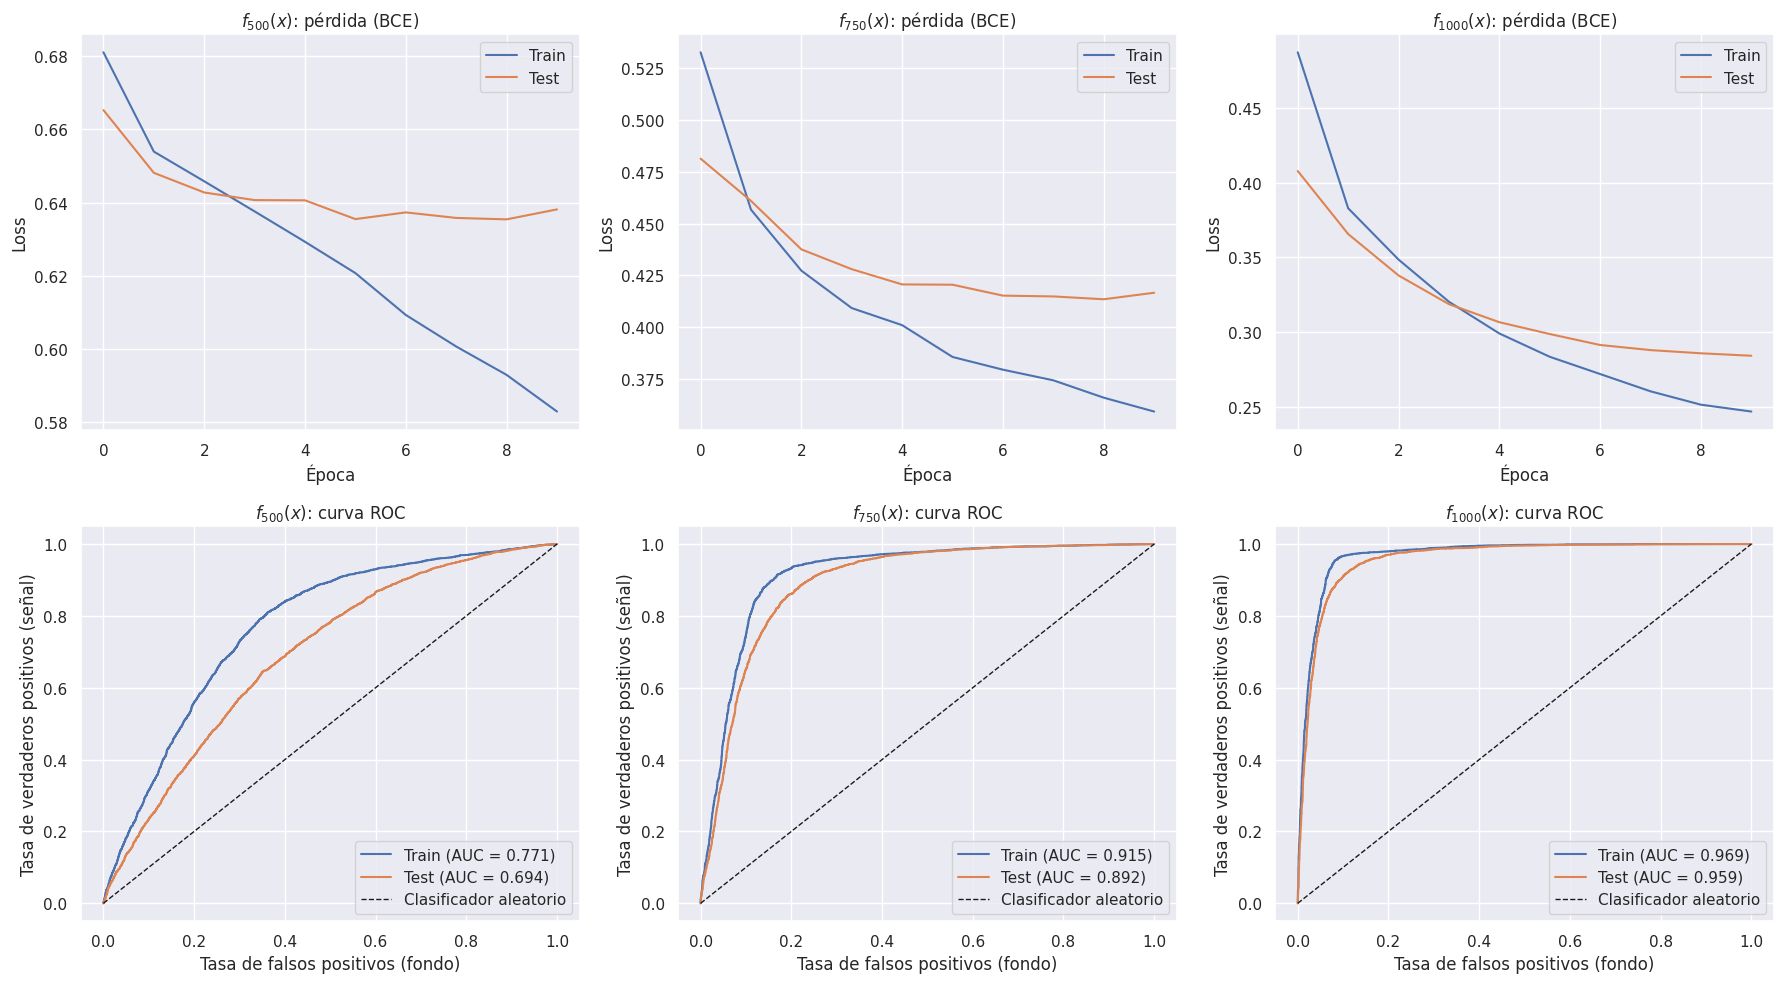 f500(x): pérdida (BCE)
Train
Test
0.68
0.66
0.64
0.62
0.60
0.58
Loss
0 2 4 6 8
Época
f750(x): pérdida (BCE)
Train
Test
0.525
0.500
0.475
0.450
0.425
0.400
0.375
Loss
0 2 4 6 8
Época
f1000(x): pérdida (BCE)
Train
Test
0.45
0.40
0.35
0.30
0.25
Loss
0 2 4 6 8
Época
f500(x): curva ROC
1.0
0.8
0.6
0.4
0.2
0.0
Tasa de verdaderos positivos (señal)
Train (AUC = 0.771)
Test (AUC = 0.694)
Clasificador aleatorio
0.0 0.2 0.4 0.6 0.8 1.0
Tasa de falsos positivos (fondo)
f750(x): curva ROC
1.0
0.8
0.6
0.4
0.2
0.0
Tasa de verdaderos positivos (señal)
Train (AUC = 0.915)
Test (AUC = 0.892)
Clasificador aleatorio
0.0 0.2 0.4 0.6 0.8 1.0
Tasa de falsos positivos (fondo)
f1000(x): curva ROC
1.0
0.8
0.6
0.4
0.2
0.0
Tasa de verdaderos positivos (señal)
Train (AUC = 0.969)
Test (AUC = 0.959)
Clasificador aleatorio
0.0 0.2 0.4 0.6 0.8 1.0
Tasa de falsos positivos (fondo)